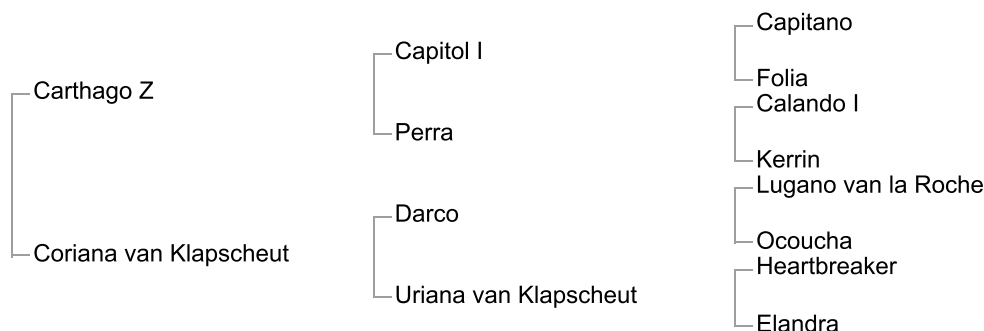 Capitano
Capitol I
Folia
Carthago Z
Calando I
Perra
Kerrin
Lugano van la Roche
Darco
Ocoucha
Coriana van Klapscheut
Heartbreaker
Uriana van Klapscheut
Elandra